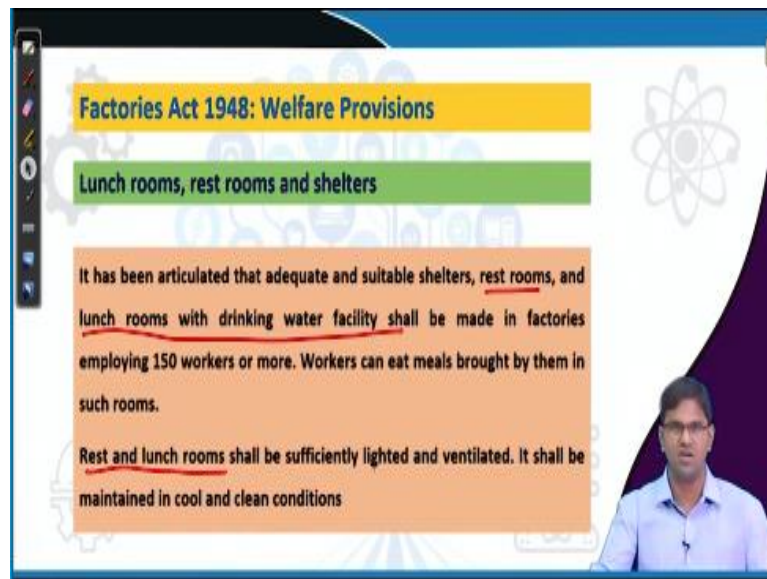 Factories Act 1948: Welfare Provisions
Lunch rooms, rest rooms and shelters
It has been articulated that adequate and suitable shelters, rest rooms, and
lunch rooms with drinking water facility shall be made in factories
employing 150 workers or more. Workers can eat meals brought by them in
such rooms.
Rest and lunch rooms shall be sufficiently lighted and ventilated. It shall be
maintained in cool and clean conditions